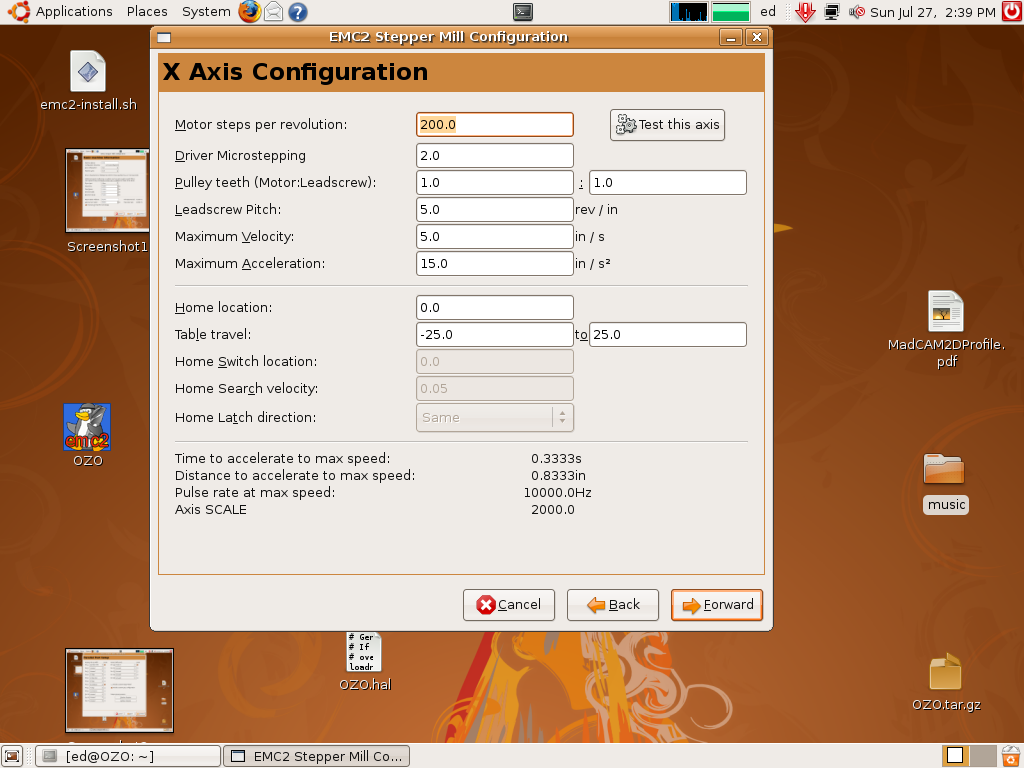 Applications Places System ed Sun Jul 27, 2:39 PM
EMC2 Stepper Mill Configuration
X Axis Configuration
emc2-install.sh
Motor steps per revolution: 200.0 Test this axis
Driver Microstepping 2.0
Pulley teeth (Motor:Leadscrew): 1.0 : 1.0
Leadscrew Pitch: 5.0 rev / in
Maximum Velocity: 5.0 in / s
Screenshot1
Maximum Acceleration: 15.0 in / s²
Home location: 0.0
Table travel: -25.0 to 25.0
Home Switch location: 0.0
Home Search velocity: 0.05
Home Latch direction: Same
MadCAM2DProfile.
pdf
emc2
OZO
Time to accelerate to max speed: 0.3333s
Distance to accelerate to max speed: 0.8333in
Pulse rate at max speed: 10000.0Hz
Axis SCALE 2000.0
music
Cancel Back Forward
# Ger
# If
# ove
loadr
OZO.hal
OZO.tar.gz
[ed@OZO: ~] EMC2 Stepper Mill Co...